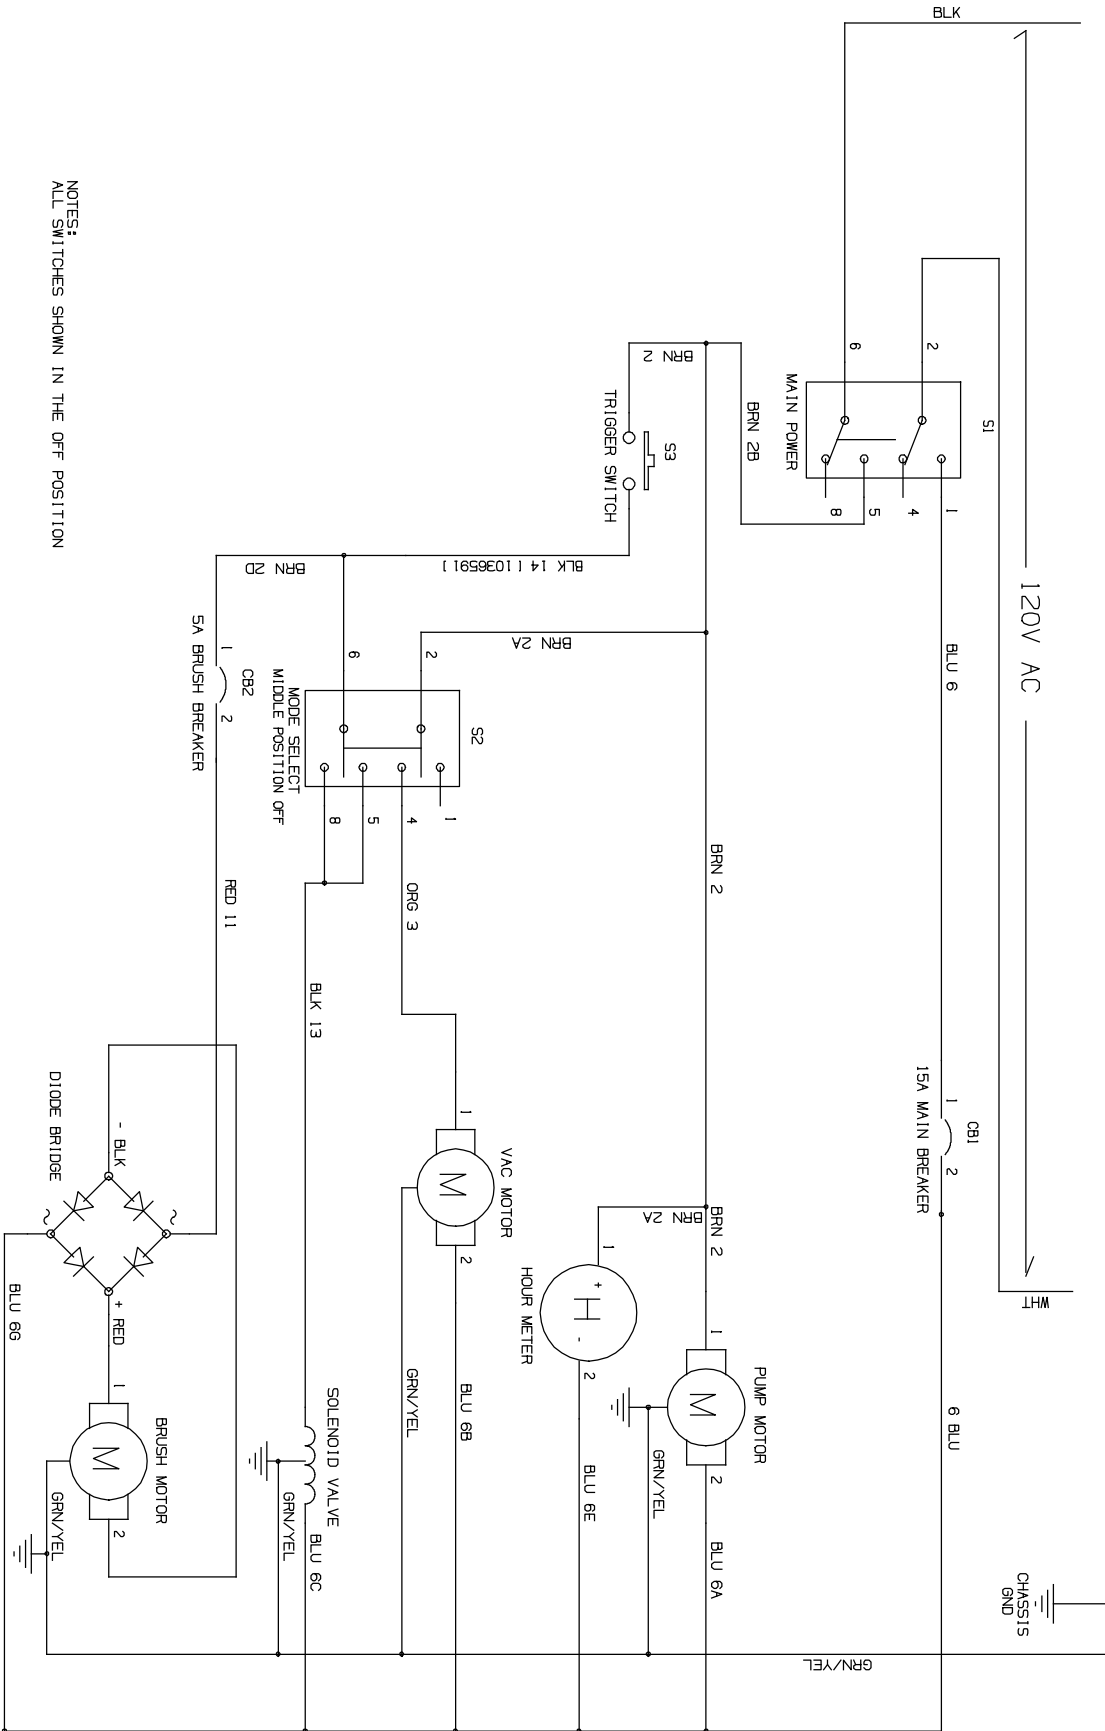 BLK
120V AC
WHT
CHASSIS
GND
S1
2
6
MAIN POWER
1
4
5
8
BLU 6
1
CB1
2
15A MAIN BREAKER
6 BLU
GRN/YEL
BRN 2B
BRN 2
BRN 2
BRN 2
1
M
PUMP MOTOR
2
BLU 6A
GRN/YEL
BRN 2A
1
+
H
-
2
HOUR METER
BLU 6E
S3
TRIGGER SWITCH
BLK 14 [1036591]
BRN 2A
BRN 2D
2
6
S2
MODE SELECT
MIDDLE POSITION OFF
1
4
5
8
ORG 3
1
M
VAC MOTOR
2
BLU 6B
GRN/YEL
BLK 13
SOLENOID VALVE
GRN/YEL
BLU 6C
1
CB2
2
5A BRUSH BREAKER
RED 11
- BLK
~
~
+ RED
DIODE BRIDGE
BLU 6G
1
M
BRUSH MOTOR
2
GRN/YEL
NOTES:
ALL SWITCHES SHOWN IN THE OFF POSITION